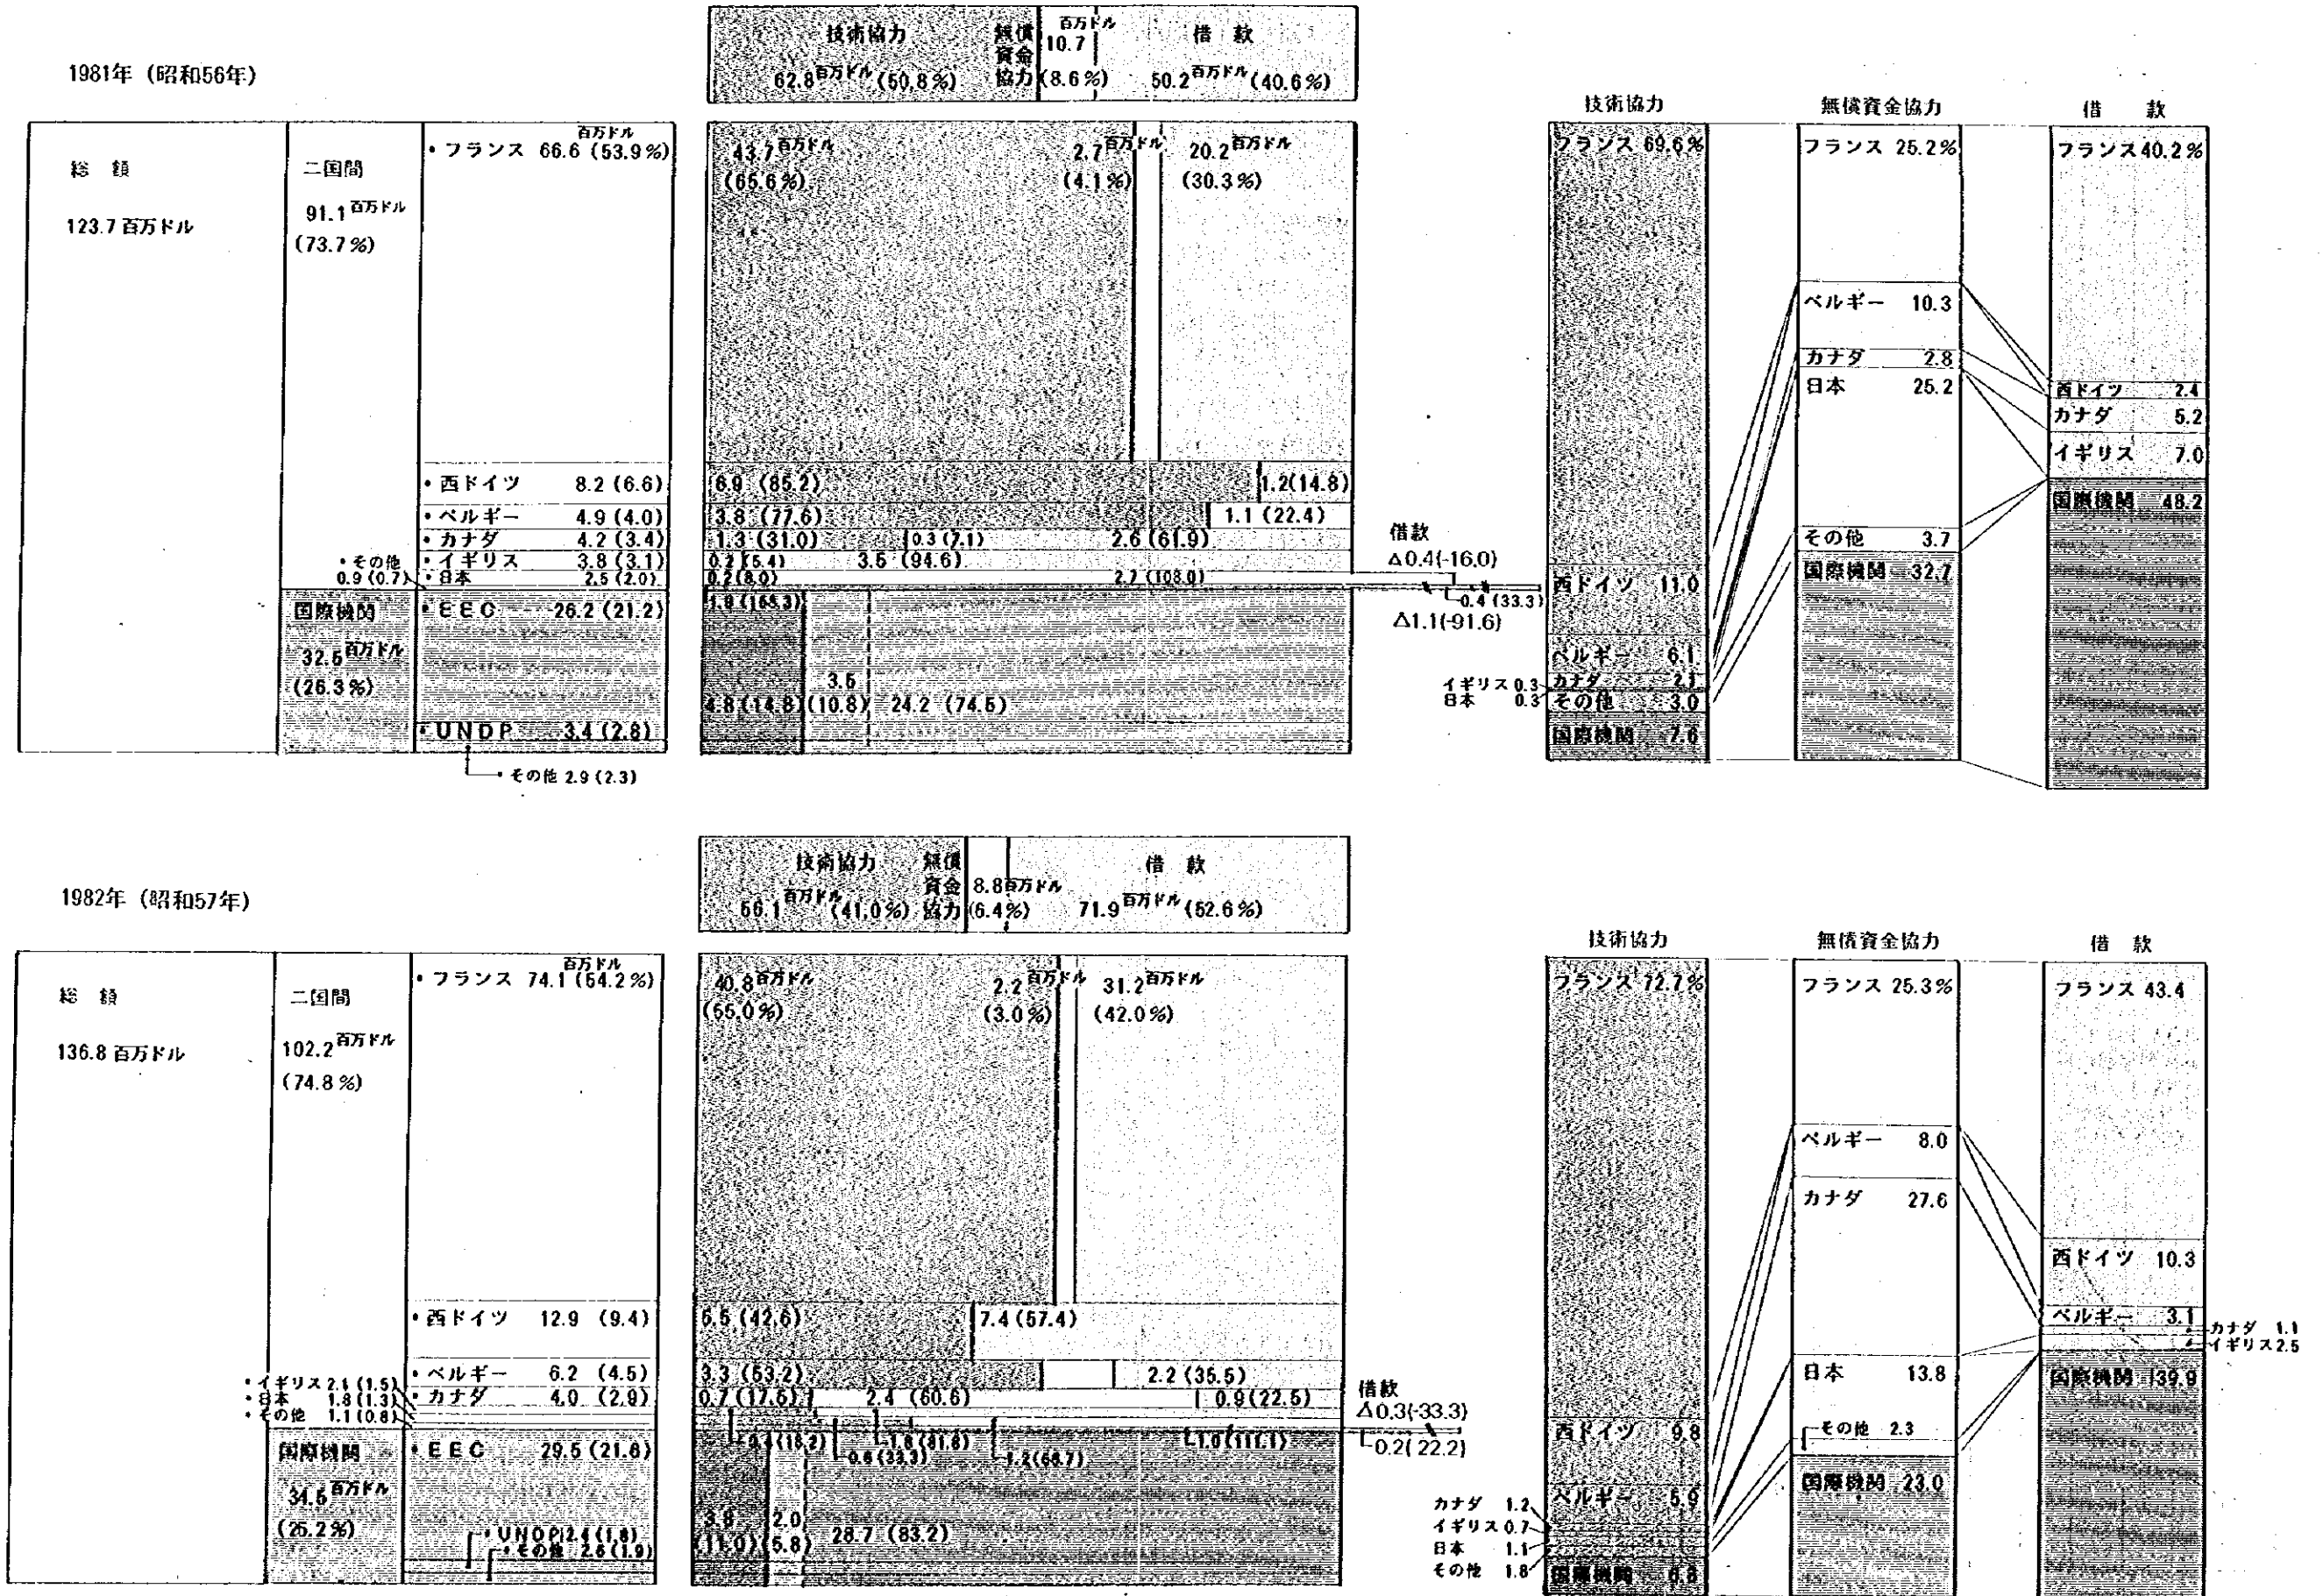 1981年（昭和56年）
技術協力
62.8百万ドル(50.8%)
無償
資金
協力
百万ドル
10.7
(8.6%)
借 款
50.2百万ドル(40.6%)
総 額
123.7百万ドル
二国間
91.1百万ドル
(73.7%)
百万ドル
・フランス 66.6(53.9%)
・西ドイツ 8.2(6.6)
・ベルギー 4.9(4.0)
・カナダ 4.2(3.4)
・イギリス 3.8(3.1)
・日本 2.5(2.0)
・その他
0.9(0.7)
国際機関
32.5百万ドル
(26.3%)
・EEC 26.2(21.2)
・UNDP 3.4(2.8)
・その他 2.9(2.3)
43.7百万ドル
(65.6%)
2.7百万ドル
(4.1%)
20.2百万ドル
(30.3%)
6.9(85.2)
1.2(14.8)
3.8(77.6)
1.1(22.4)
1.3(31.0)
0.3(7.1)
2.6(61.9)
0.2(5.4)
3.5(94.6)
0.2(8.0)
2.7(108.0)
借款
△0.4(-16.0)
0.4(33.3)
△1.1(-91.6)
4.8(14.8)
3.5
(10.8)
24.2(74.5)
技術協力
フランス 69.6%
西ドイツ 11.0
ベルギー 6.1
カナダ 2.1
イギリス 0.3
日本 0.3
その他 3.0
国際機関 7.6
無償資金協力
フランス 25.2%
ベルギー 10.3
カナダ 2.8
日本 25.2
その他 3.7
国際機関 32.7
借 款
フランス 40.2%
西ドイツ 2.4
カナダ 5.2
イギリス 7.0
国際機関 48.2
1982年（昭和57年）
技術協力
56.1百万ドル(41.0%)
無償
資金
協力
8.8百万ドル
(6.4%)
借 款
71.9百万ドル(52.6%)
総 額
136.8百万ドル
二国間
102.2百万ドル
(74.8%)
百万ドル
・フランス 74.1(54.2%)
・西ドイツ 12.9(9.4)
・ベルギー 6.2(4.5)
・カナダ 4.0(2.9)
・イギリス 2.1(1.5)
・日本 1.8(1.3)
・その他 1.1(0.8)
国際機関
34.5百万ドル
(25.2%)
・EEC 29.5(21.6)
・UNDP 2.4(1.8)
・その他 2.6(1.9)
40.8百万ドル
(55.0%)
2.2百万ドル
(3.0%)
31.2百万ドル
(42.0%)
5.5(42.6)
7.4(57.4)
3.3(53.2)
2.2(35.5)
0.7(17.5)
2.4(60.6)
0.9(22.5)
0.6(33.3)
1.2(66.7)
1.0(111.1)
借款
△0.3(-33.3)
0.2(22.2)
3.8
(11.0)
2.0
(5.8)
28.7(83.2)
技術協力
フランス 72.7%
西ドイツ 9.8
ベルギー 5.9
カナダ 1.2
イギリス 0.7
日本 1.1
その他 1.8
国際機関 6.8
無償資金協力
フランス 25.3%
ベルギー 8.0
カナダ 27.6
日本 13.8
その他 2.3
国際機関 23.0
借 款
フランス 43.4
西ドイツ 10.3
ベルギー 3.1
カナダ 1.1
イギリス 2.5
国際機関 39.9